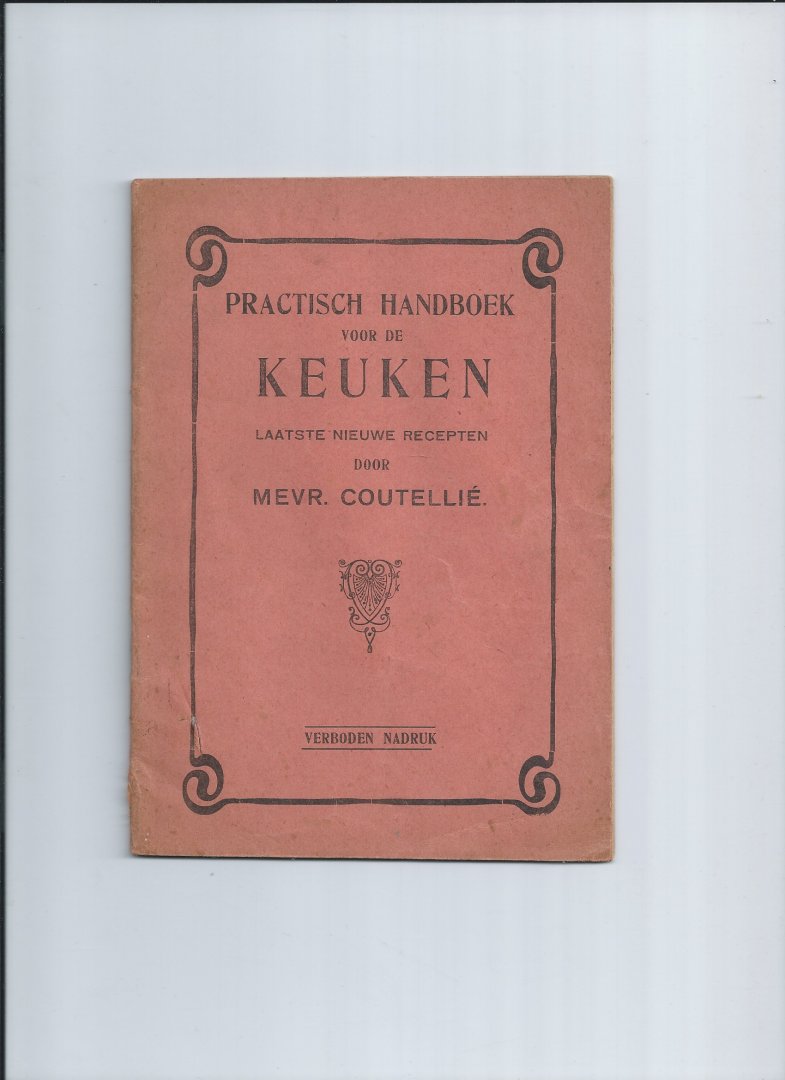 PRACTISCH HANDBOEK
VOOR DE
KEUKEN
LAATSTE NIEUWE RECEPTEN
DOOR
MEVR. COUTELLIÉ.
VERBODEN NADRUK